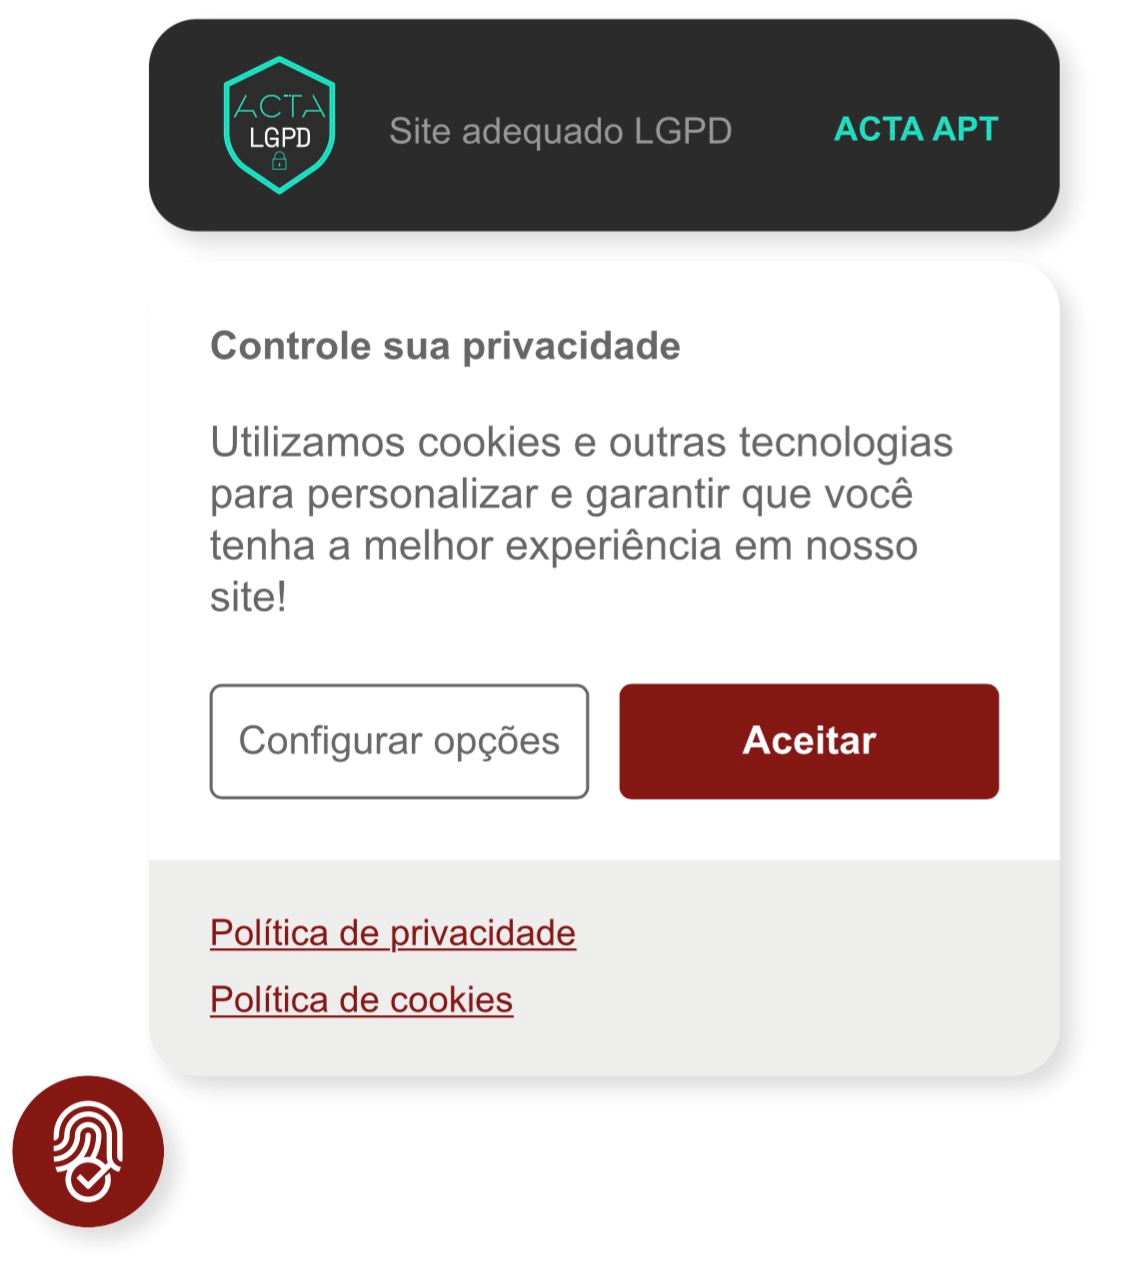 ACTA
LGPD
Site adequado LGPD
ACTA APT
Controle sua privacidade
Utilizamos cookies e outras tecnologias
para personalizar e garantir que você
tenha a melhor experiência em nosso
site!
Configurar opções
Aceitar
Política de privacidade
Política de cookies